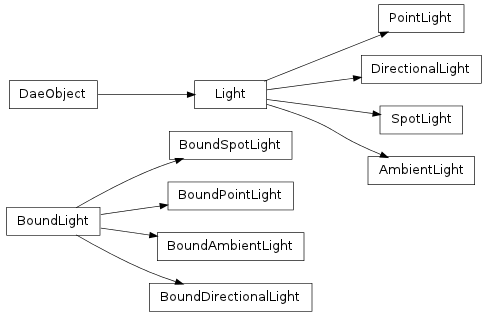 PointLight
DirectionalLight
DaeObject
Light
SpotLight
BoundSpotLight
AmbientLight
BoundPointLight
BoundLight
BoundAmbientLight
BoundDirectionalLight